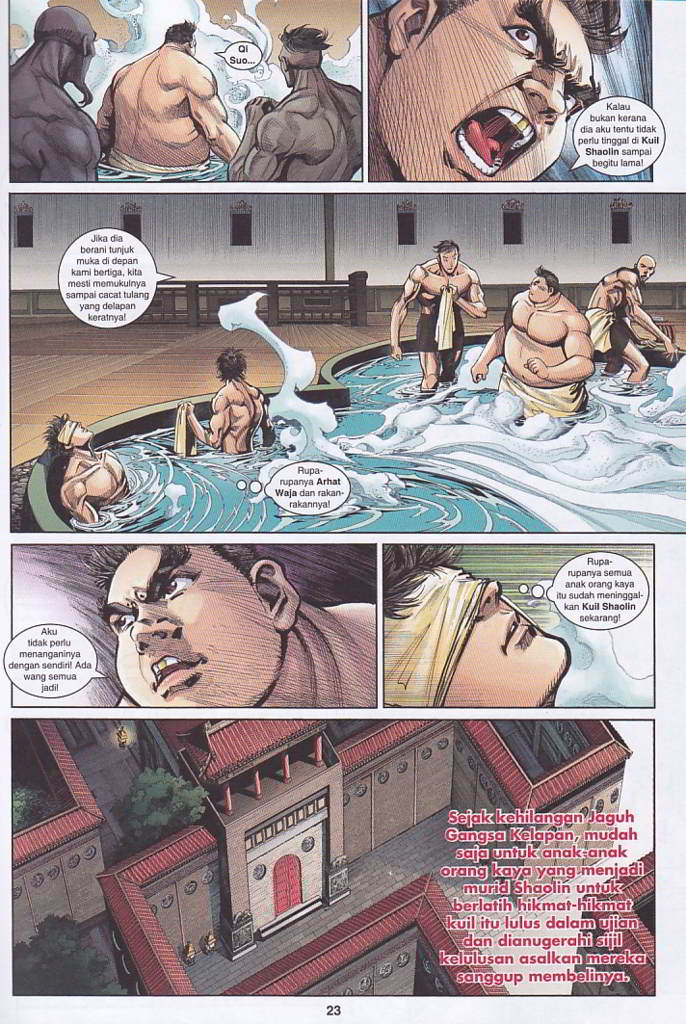 Qi
Suo...
Kalau
bukan kerana
dia aku tentu tidak
perlu tinggal di Kuil
Shaolin sampai
begitu lama!
Jika dia
berani tunjuk
muka di depan
kami bertiga, kita
mesti memukulnya
sampai cacat tulang
yang delapan
keratnya!
Rupa-
rupanya Arhat
Waja dan rakan-
rakannya!
Aku
tidak perlu
menanganinya
dengan sendiri! Ada
wang semua
jadi!
Rupa-
rupanya semua
anak orang kaya
itu sudah meninggal-
kan Kuil Shaolin
sekarang!
Sejak kehilangan Jaguh
Gangsa Kelapan, mudah
saja untuk anak-anak
orang kaya yang menjadi
murid Shaolin untuk
berlatih hikmat-hikmat
kuil itu lulus dalam ujian
dan dianugerahi sijil
kelulusan asalkan mereka
sanggup membelinya.
23